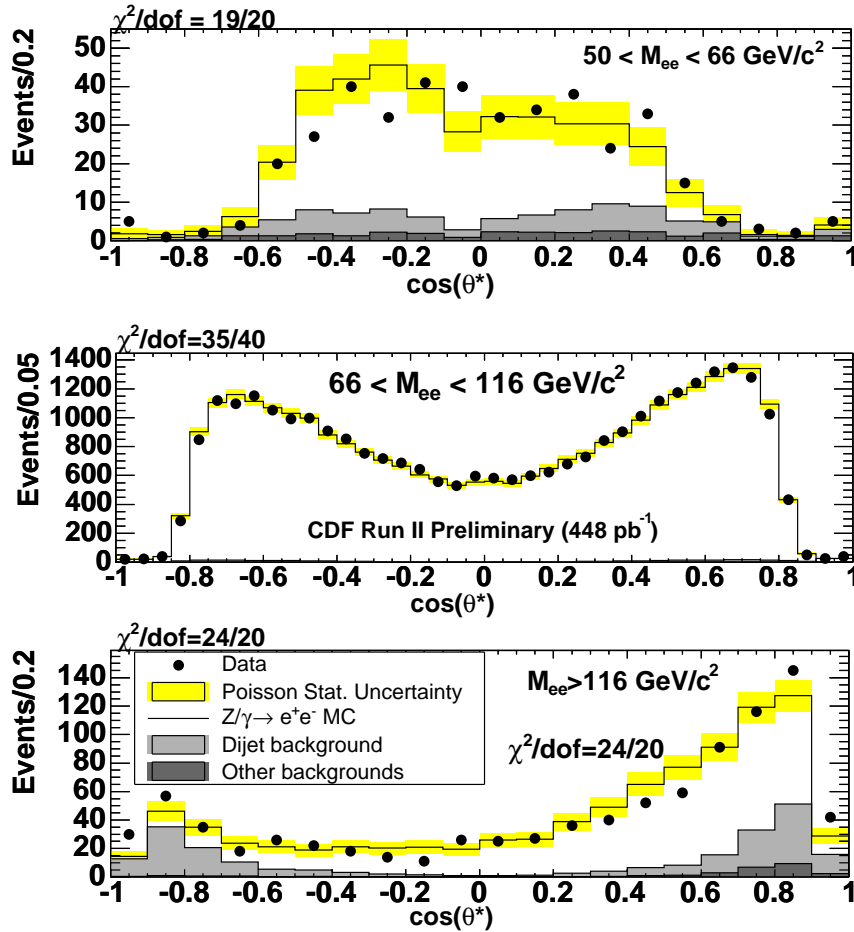 χ²/dof = 19/20
50 < M_ee < 66 GeV/c²
Events/0.2
50
40
30
20
10
0
-1 -0.8 -0.6 -0.4 -0.2 0 0.2 0.4 0.6 0.8 1
cos(θ*)
χ²/dof=35/40
66 < M_ee < 116 GeV/c²
Events/0.05
1400
1200
1000
800
600
400
200
0
CDF Run II Preliminary (448 pb⁻¹)
-1 -0.8 -0.6 -0.4 -0.2 0 0.2 0.4 0.6 0.8 1
cos(θ*)
χ²/dof=24/20
Events/0.2
140
120
100
80
60
40
20
0
Data
Poisson Stat. Uncertainty
Z/γ→ e⁺e⁻ MC
Dijet background
Other backgrounds
M_ee>116 GeV/c²
χ²/dof=24/20
-1 -0.8 -0.6 -0.4 -0.2 0 0.2 0.4 0.6 0.8 1
cos(θ*)